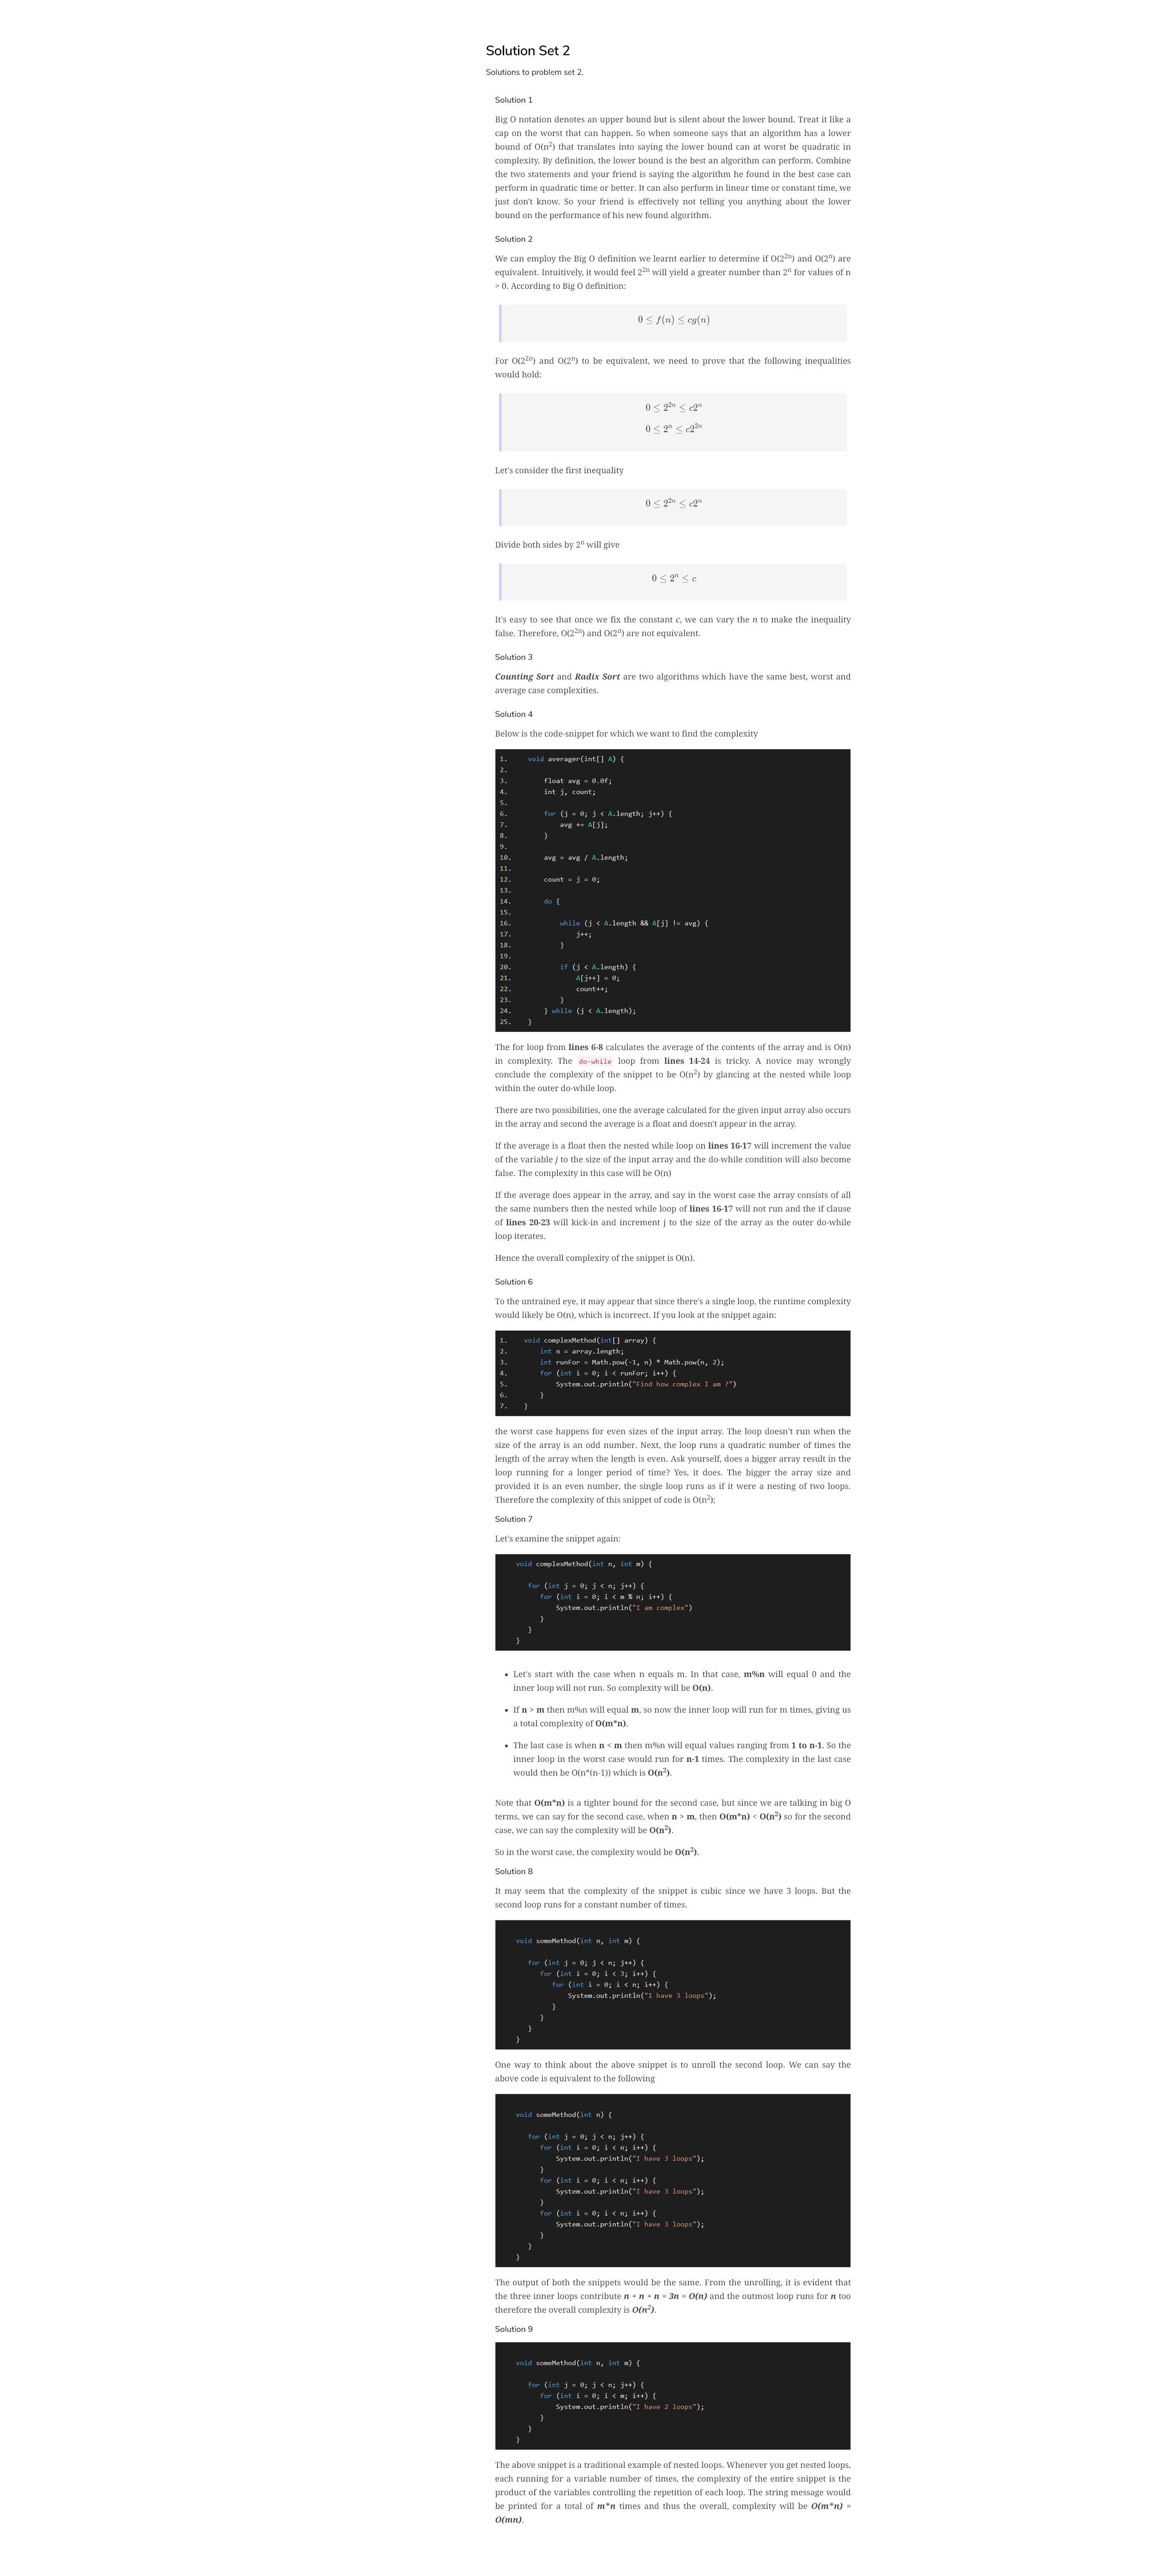 Solution Set 2
Solutions to problem set 2.
Solution 1
Big O notation denotes an upper bound but is silent about the lower bound. Treat it like a
cap on the worst that can happen. So when someone says that an algorithm has a lower
bound of O(n²) that translates into saying the lower bound can at worst be quadratic in
complexity. By definition, the lower bound is the best an algorithm can perform. Combine
the two statements and your friend is saying the algorithm he found in the best case can
perform in quadratic time or better. It can also perform in linear time or constant time, we
just don't know. So your friend is effectively not telling you anything about the lower
bound on the performance of his new found algorithm.
Solution 2
We can employ the Big O definition we learnt earlier to determine if O(2²ⁿ) and O(2ⁿ) are
equivalent. Intuitively, it would feel 2²ⁿ will yield a greater number than 2ⁿ for values of n
> 0. According to Big O definition:
0 ≤ f(n) ≤ cg(n)
For O(2²ⁿ) and O(2ⁿ) to be equivalent, we need to prove that the following inequalities
would hold:
0 ≤ 2²ⁿ ≤ c2ⁿ
0 ≤ 2ⁿ ≤ c2²ⁿ
Let's consider the first inequality
0 ≤ 2²ⁿ ≤ c2ⁿ
Divide both sides by 2ⁿ will give
0 ≤ 2ⁿ ≤ c
It's easy to see that once we fix the constant c, we can vary the n to make the inequality
false. Therefore, O(2²ⁿ) and O(2ⁿ) are not equivalent.
Solution 3
Counting Sort and Radix Sort are two algorithms which have the same best, worst and
average case complexities.
Solution 4
Below is the code-snippet for which we want to find the complexity
1. void averager(int[] A) {
2.
3. float avg = 0.0f;
4. int j, count;
5.
6. for (j = 0; j < A.length; j++) {
7. avg += A[j];
8. }
9.
10. avg = avg / A.length;
11.
12. count = j = 0;
13.
14. do {
15.
16. while (j < A.length && A[j] != avg) {
17. j++;
18. }
19.
20. if (j < A.length) {
21. A[j++] = 0;
22. count++;
23. }
24. } while (j < A.length);
25. }
The for loop from lines 6-8 calculates the average of the contents of the array and is O(n)
in complexity. The do-while loop from lines 14-24 is tricky. A novice may wrongly
conclude the complexity of the snippet to be O(n²) by glancing at the nested while loop
within the outer do-while loop.
There are two possibilities, one the average calculated for the given input array also occurs
in the array and second the average is a float and doesn't appear in the array.
If the average is a float then the nested while loop on lines 16-17 will increment the value
of the variable j to the size of the input array and the do-while condition will also become
false. The complexity in this case will be O(n)
If the average does appear in the array, and say in the worst case the array consists of all
the same numbers then the nested while loop of lines 16-17 will not run and the if clause
of lines 20-23 will kick-in and increment j to the size of the array as the outer do-while
loop iterates.
Hence the overall complexity of the snippet is O(n).
Solution 6
To the untrained eye, it may appear that since there's a single loop, the runtime complexity
would likely be O(n), which is incorrect. If you look at the snippet again:
1. void complexMethod(int[] array) {
2. int n = array.length;
3. int runFor = Math.pow(-1, n) * Math.pow(n, 2);
4. for (int i = 0; i < runFor; i++) {
5. System.out.println("Find how complex I am ?")
6. }
7. }
the worst case happens for even sizes of the input array. The loop doesn't run when the
size of the array is an odd number. Next, the loop runs a quadratic number of times the
length of the array when the length is even. Ask yourself, does a bigger array result in the
loop running for a longer period of time? Yes, it does. The bigger the array size and
provided it is an even number, the single loop runs as if it were a nesting of two loops.
Therefore the complexity of this snippet of code is O(n²);
Solution 7
Let's examine the snippet again:
void complexMethod(int n, int m) {
for (int j = 0; j < n; j++) {
for (int i = 0; i < m % n; i++) {
System.out.println("I am complex")
}
}
}
• Let's start with the case when n equals m. In that case, m%n will equal 0 and the
inner loop will not run. So complexity will be O(n).
• If n > m then m%n will equal m, so now the inner loop will run for m times, giving us
a total complexity of O(m*n).
• The last case is when n < m then m%n will equal values ranging from 1 to n-1. So the
inner loop in the worst case would run for n-1 times. The complexity in the last case
would then be O(n*(n-1)) which is O(n²).
Note that O(m*n) is a tighter bound for the second case, but since we are talking in big O
terms, we can say for the second case, when n > m, then O(m*n) < O(n²) so for the second
case, we can say the complexity will be O(n²).
So in the worst case, the complexity would be O(n²).
Solution 8
It may seem that the complexity of the snippet is cubic since we have 3 loops. But the
second loop runs for a constant number of times.
void someMethod(int n, int m) {
for (int j = 0; j < n; j++) {
for (int i = 0; i < 3; i++) {
for (int i = 0; i < n; i++) {
System.out.println("I have 3 loops");
}
}
}
}
One way to think about the above snippet is to unroll the second loop. We can say the
above code is equivalent to the following
void someMethod(int n) {
for (int j = 0; j < n; j++) {
for (int i = 0; i < n; i++) {
System.out.println("I have 3 loops");
}
for (int i = 0; i < n; i++) {
System.out.println("I have 3 loops");
}
for (int i = 0; i < n; i++) {
System.out.println("I have 3 loops");
}
}
}
The output of both the snippets would be the same. From the unrolling, it is evident that
the three inner loops contribute n + n + n = 3n = O(n) and the outmost loop runs for n too
therefore the overall complexity is O(n²).
Solution 9
void someMethod(int n, int m) {
for (int j = 0; j < n; j++) {
for (int i = 0; i < m; i++) {
System.out.println("I have 2 loops");
}
}
}
The above snippet is a traditional example of nested loops. Whenever you get nested loops,
each running for a variable number of times, the complexity of the entire snippet is the
product of the variables controlling the repetition of each loop. The string message would
be printed for a total of m*n times and thus the overall, complexity will be O(m*n) =
O(mn).